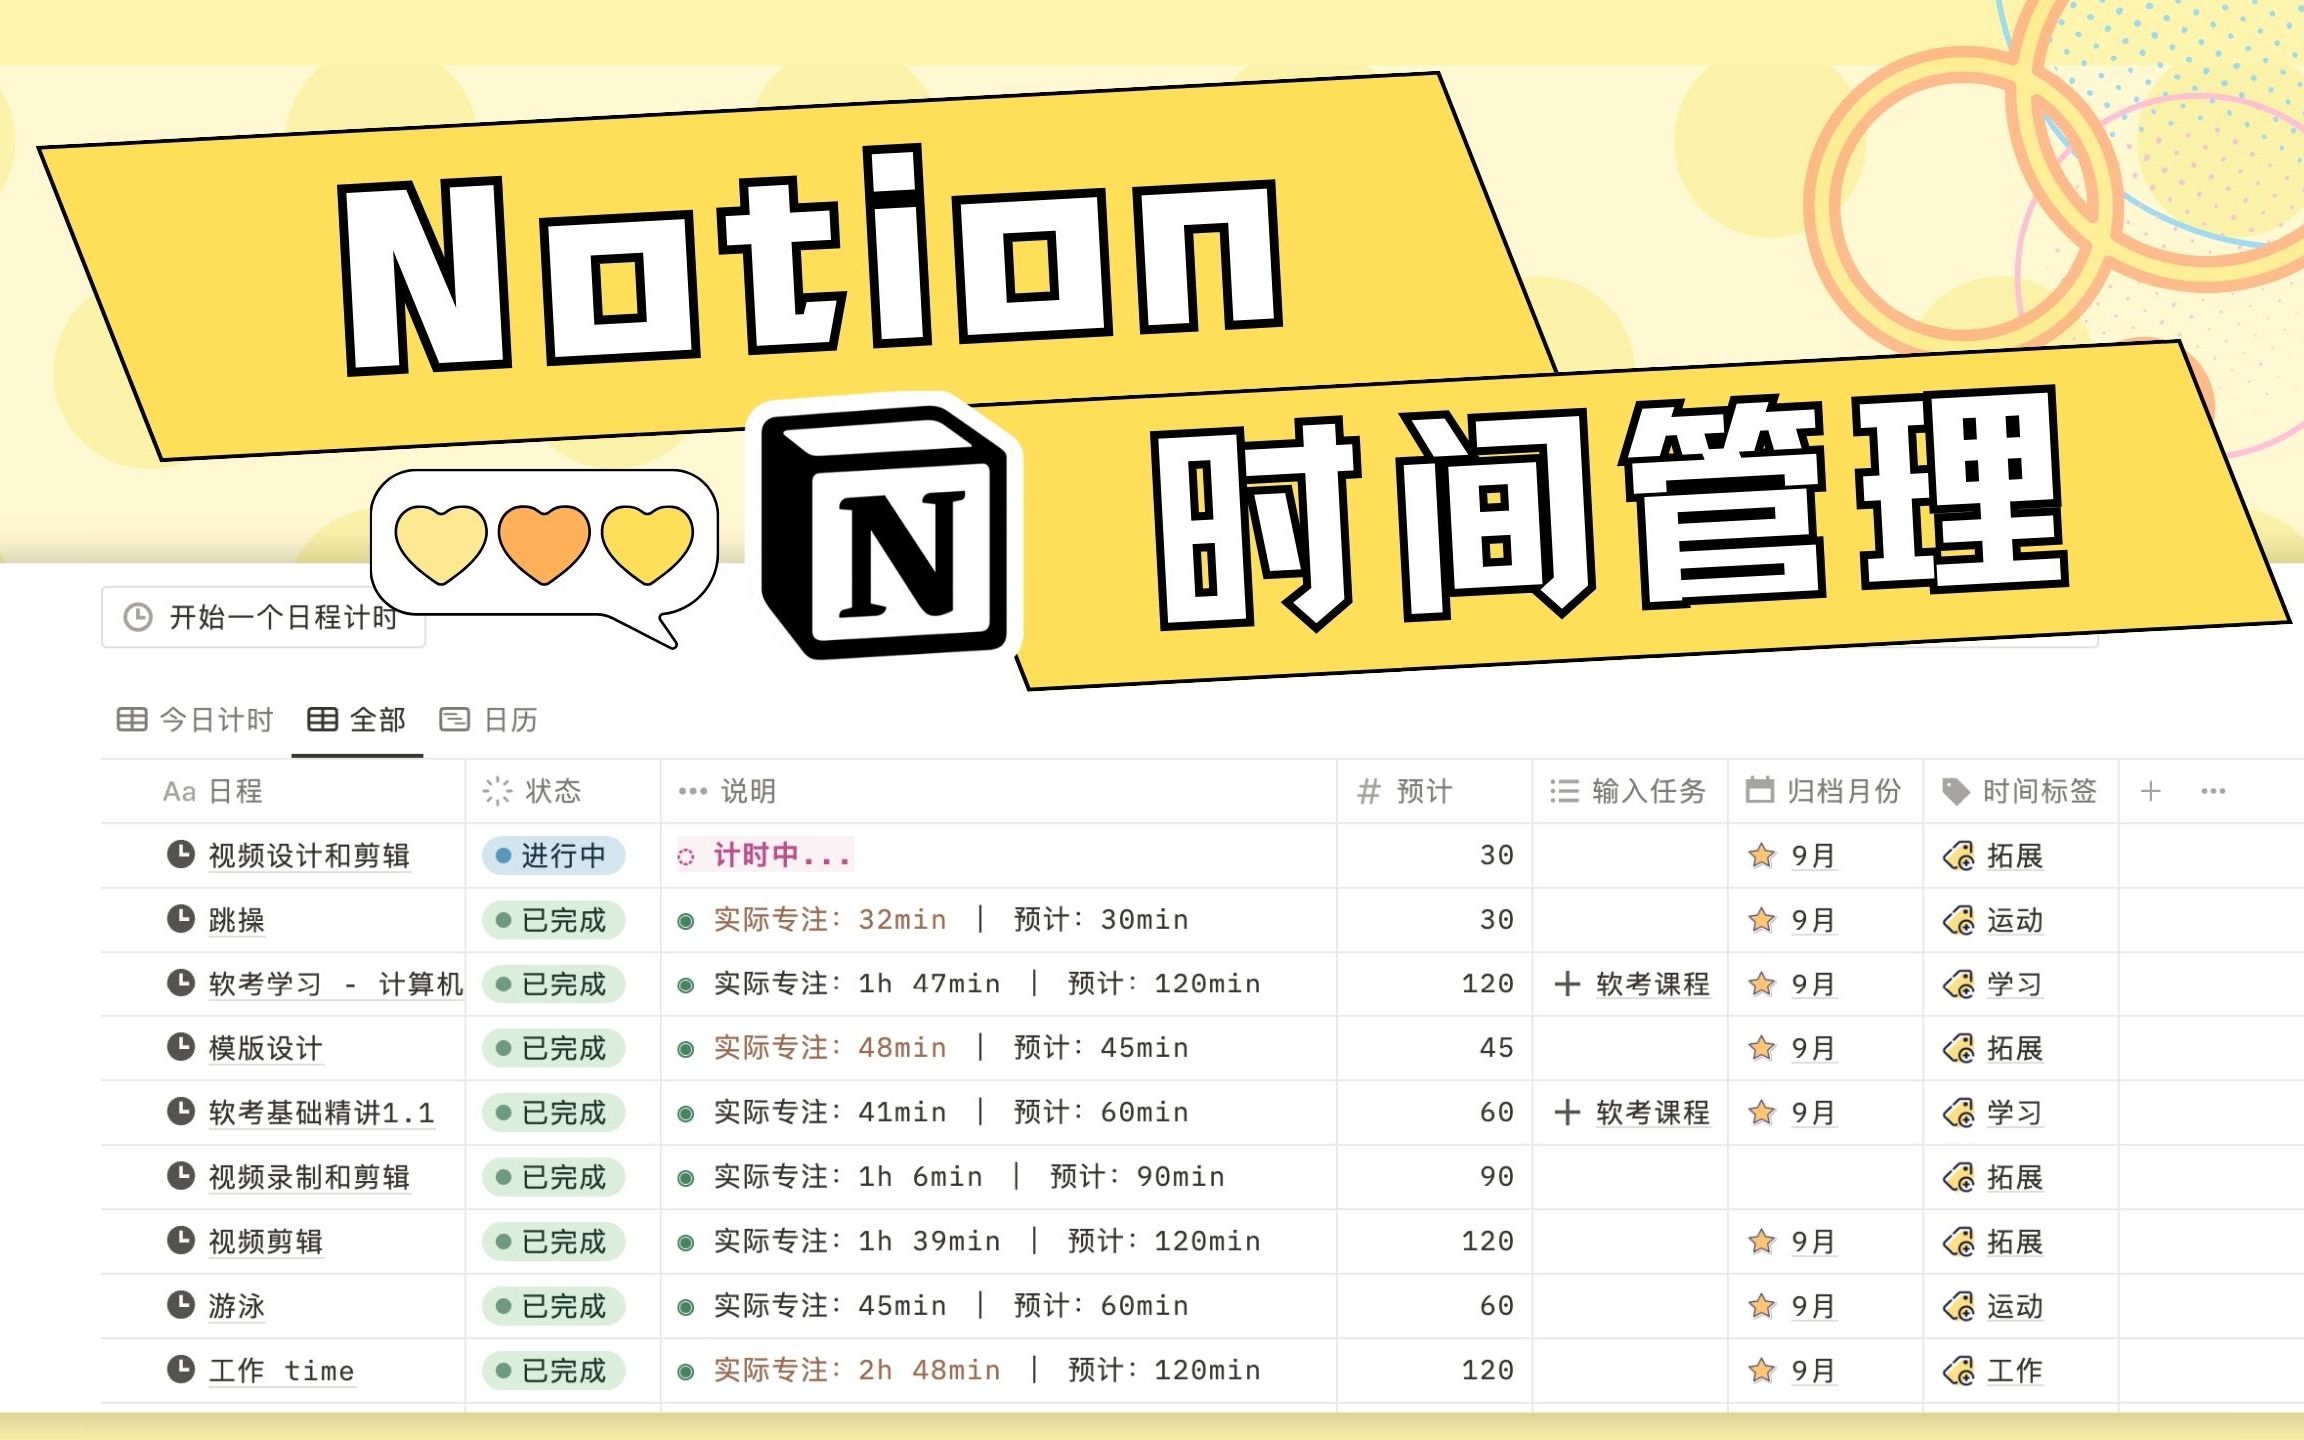 Notion
时间管理
N
开始一个日程计时
今日计时 全部 日历
Aa 日程 状态 ••• 说明 # 预计 输入任务 归档月份 时间标签 + •••
视频设计和剪辑 进行中 计时中... 30 9月 拓展
跳操 已完成 实际专注: 32min | 预计: 30min 30 9月 运动
软考学习 - 计算机 已完成 实际专注: 1h 47min | 预计: 120min 120 + 软考课程 9月 学习
模版设计 已完成 实际专注: 48min | 预计: 45min 45 9月 拓展
软考基础精讲1.1 已完成 实际专注: 41min | 预计: 60min 60 + 软考课程 9月 学习
视频录制和剪辑 已完成 实际专注: 1h 6min | 预计: 90min 90 拓展
视频剪辑 已完成 实际专注: 1h 39min | 预计: 120min 120 9月 拓展
游泳 已完成 实际专注: 45min | 预计: 60min 60 9月 运动
工作 time 已完成 实际专注: 2h 48min | 预计: 120min 120 9月 工作